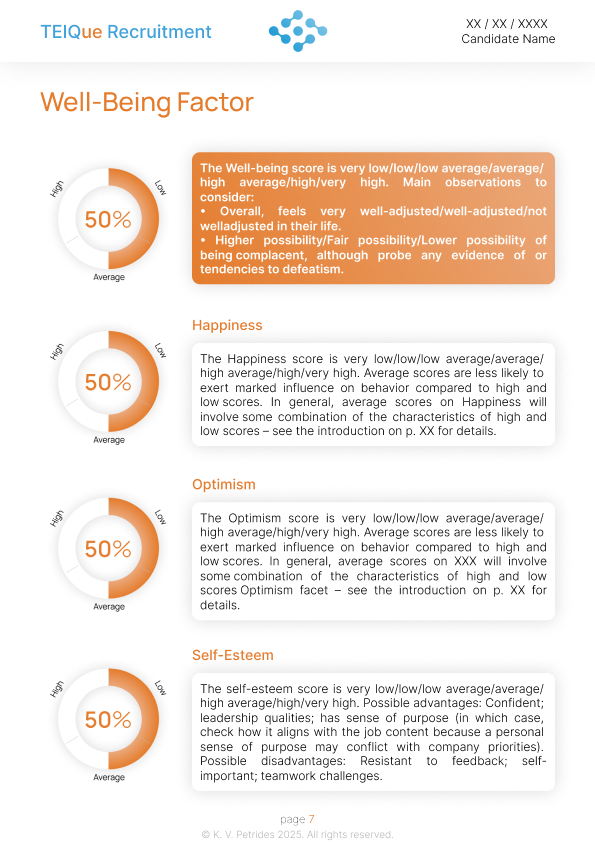 TEIQue Recruitment
XX / XX / XXXX
Candidate Name
Well-Being Factor
High
Low
50%
Average
The Well-being score is very low/low/low average/average/
high average/high/very high. Main observations to
consider:
• Overall, feels very well-adjusted/well-adjusted/not
welladjusted in their life.
• Higher possibility/Fair possibility/Lower possibility of
being complacent, although probe any evidence of or
tendencies to defeatism.
Happiness
High
Low
50%
Average
The Happiness score is very low/low/low average/average/
high average/high/very high. Average scores are less likely to
exert marked influence on behavior compared to high and
low scores. In general, average scores on Happiness will
involve some combination of the characteristics of high and
low scores – see the introduction on p. XX for details.
Optimism
High
Low
50%
Average
The Optimism score is very low/low/low average/average/
high average/high/very high. Average scores are less likely to
exert marked influence on behavior compared to high and
low scores. In general, average scores on XXX will involve
some combination of the characteristics of high and low
scores Optimism facet – see the introduction on p. XX for
details.
Self-Esteem
High
Low
50%
Average
The self-esteem score is very low/low/low average/average/
high average/high/very high. Possible advantages: Confident;
leadership qualities; has sense of purpose (in which case,
check how it aligns with the job content because a personal
sense of purpose may conflict with company priorities).
Possible disadvantages: Resistant to feedback; self-
important; teamwork challenges.
page 7
© K. V. Petrides 2025. All rights reserved.